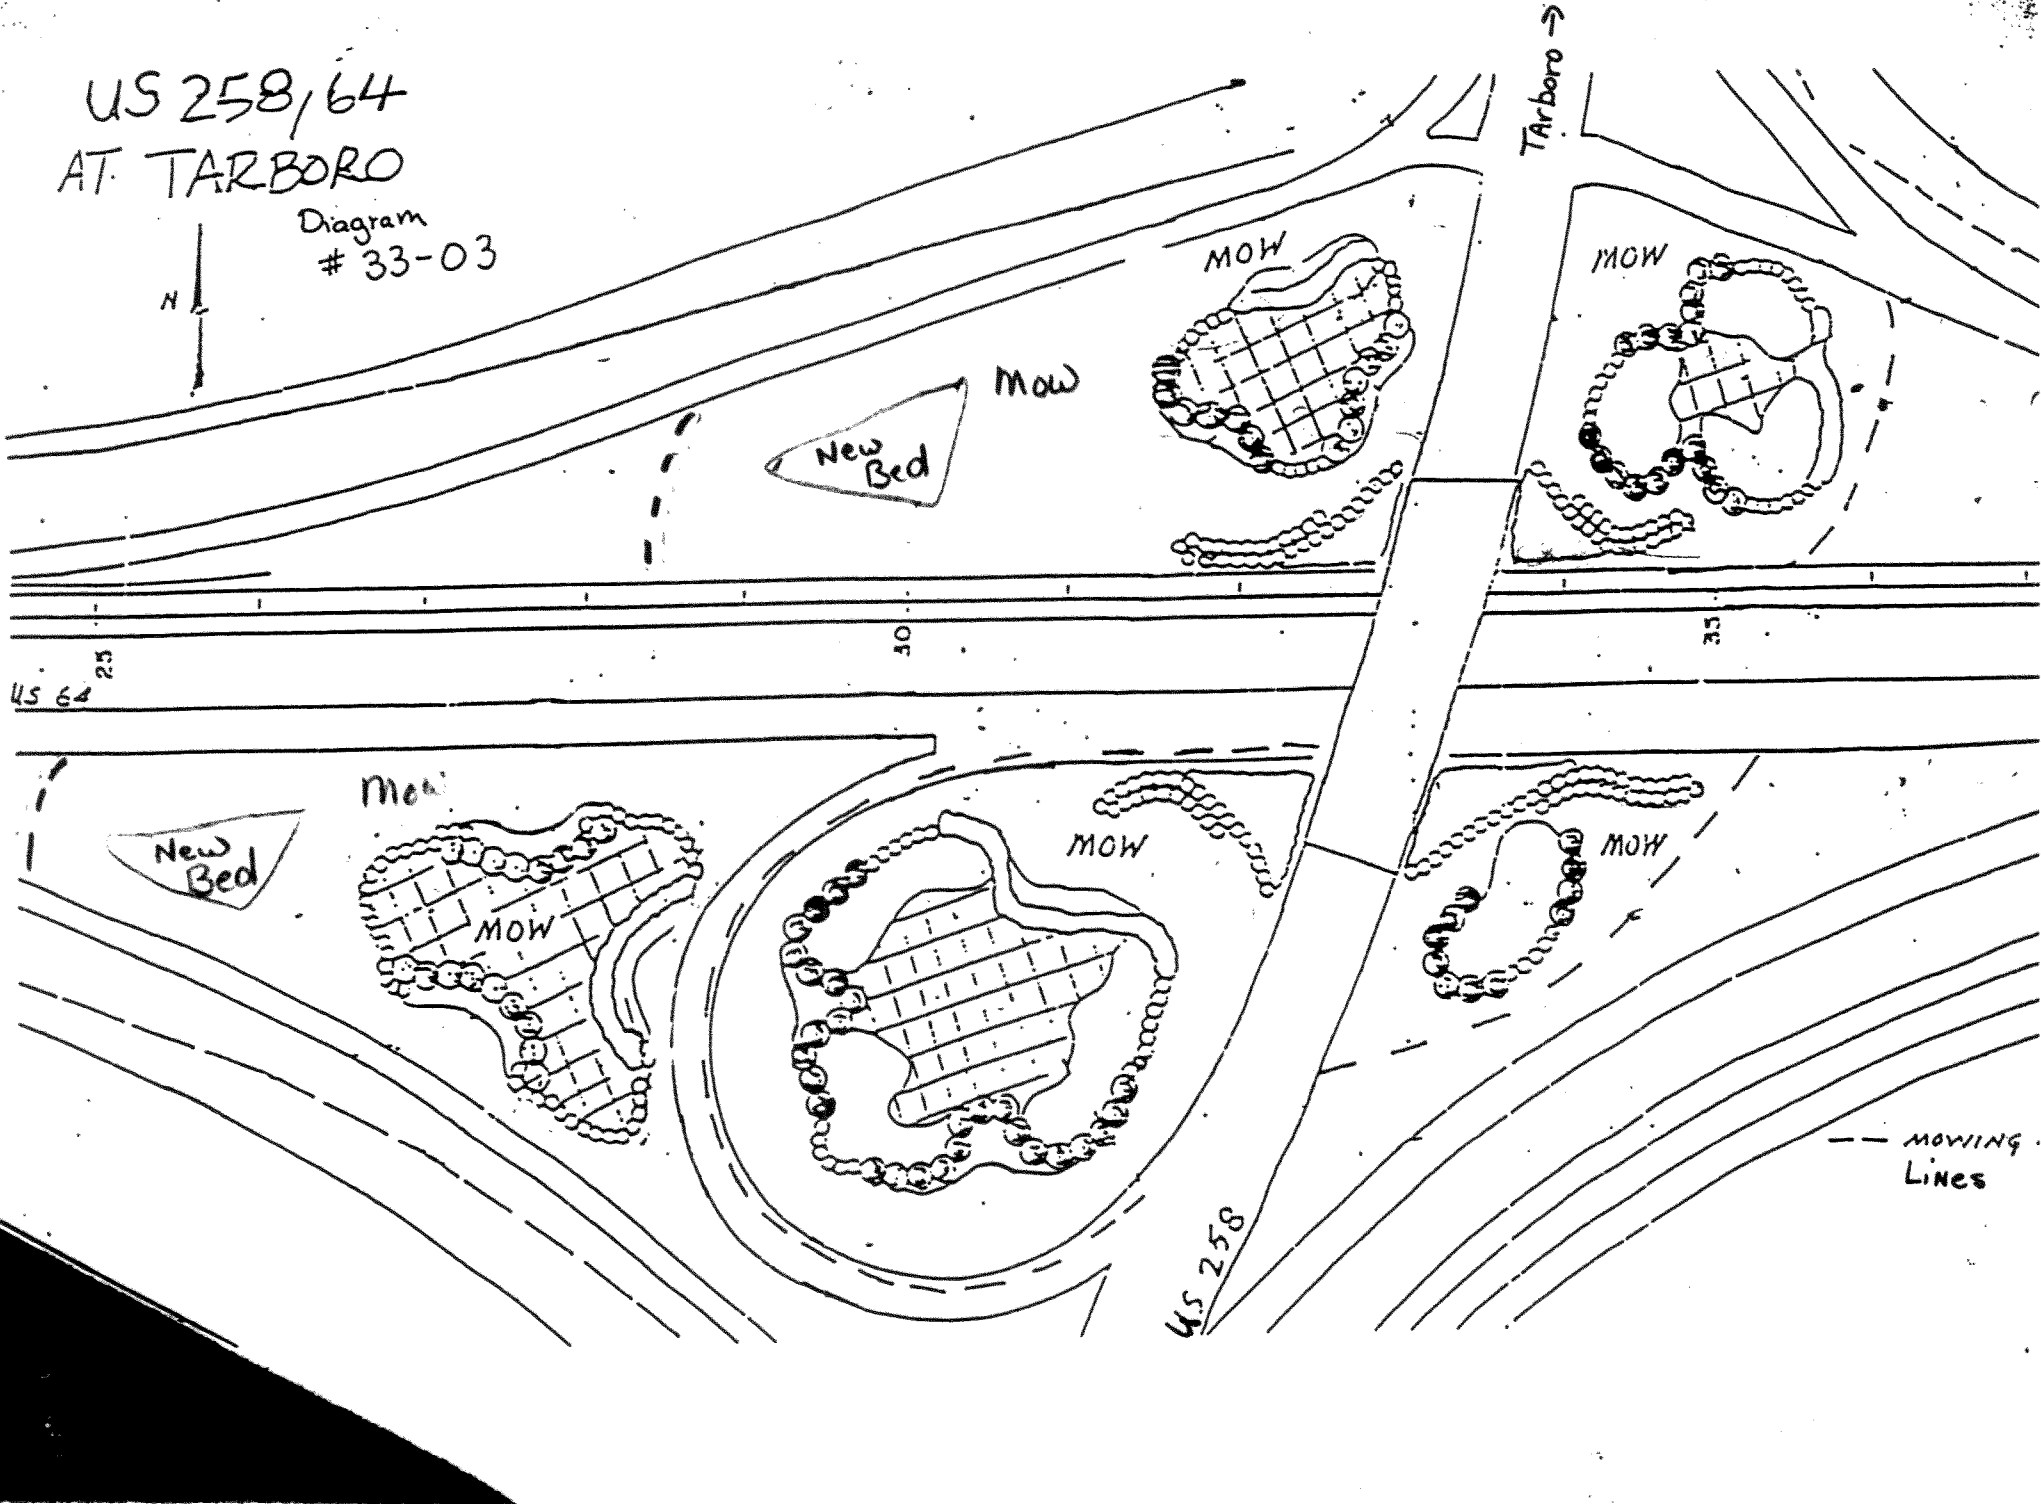 TArboro →
US 258/64
AT TARBORO
Diagram
# 33-03
N
MOW
MOW
MOW
New
Bed
25
30
35
US 64
MOW
New
Bed
MOW
MOW
MOW
MOWING
LiNes
US 258